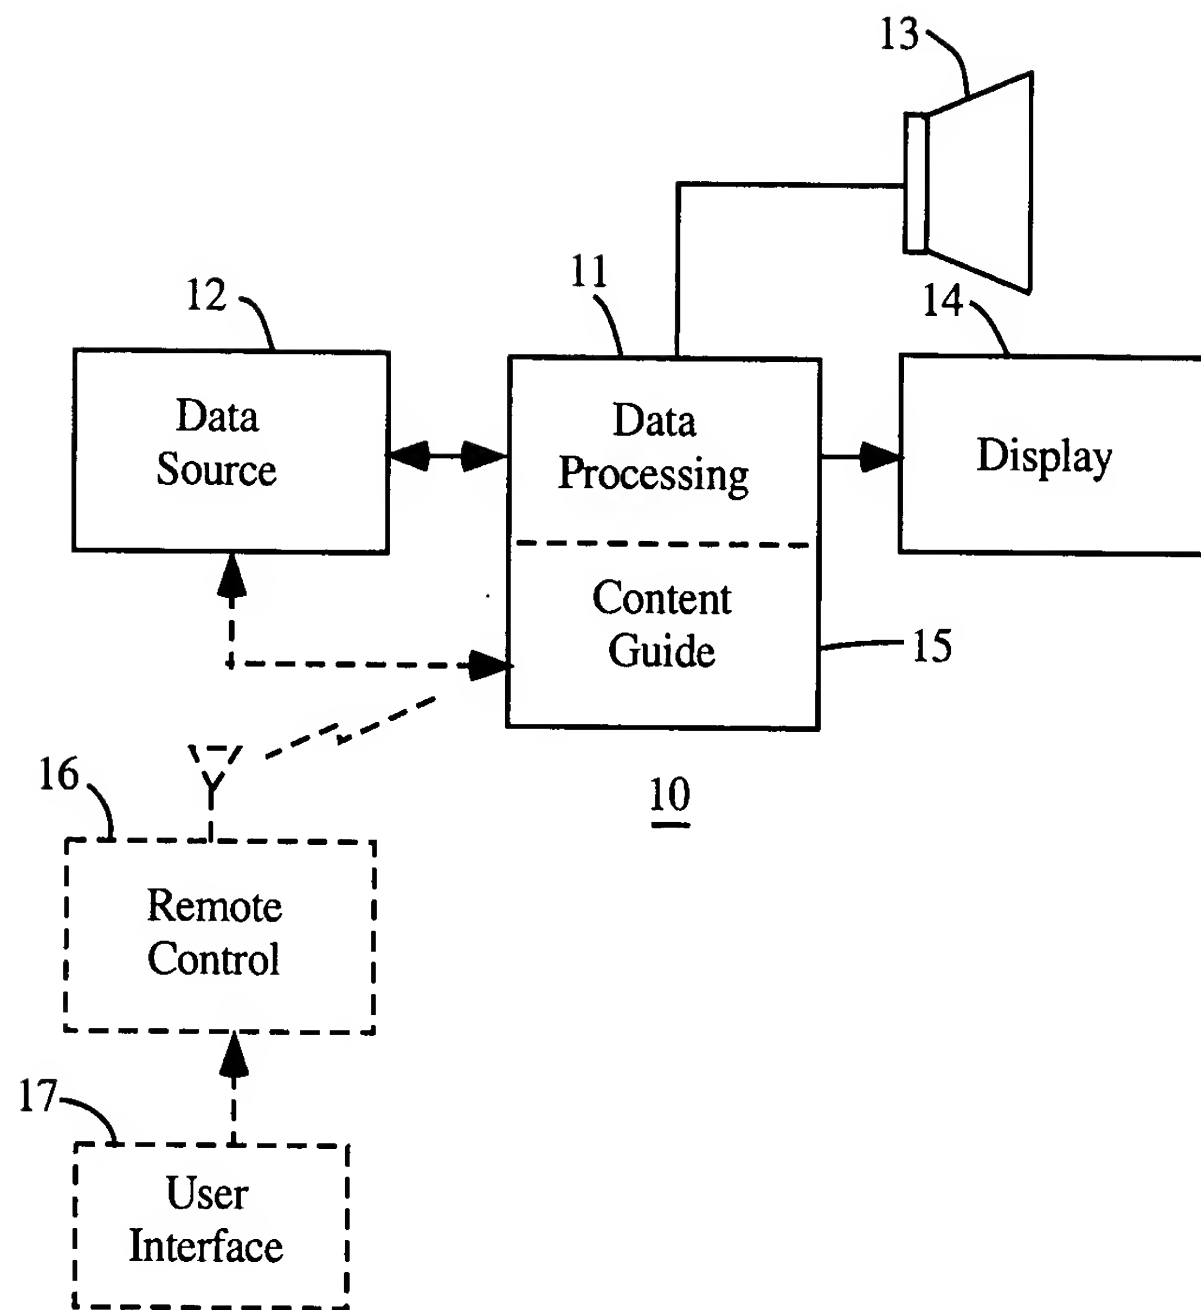 13
11
12
14
Data
Source
Data
Processing
Display
Content
Guide
15
16
10
Remote
Control
17
User
Interface